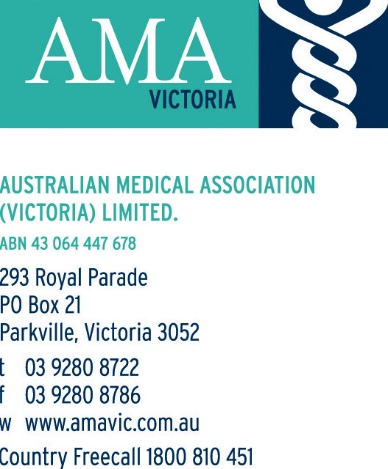 AMA
VICTORIA
AUSTRALIAN MEDICAL ASSOCIATION
(VICTORIA) LIMITED.
ABN 43 064 447 678
293 Royal Parade
PO Box 21
Parkville, Victoria 3052
t 03 9280 8722
f 03 9280 8786
w www.amavic.com.au
Country Freecall 1800 810 451